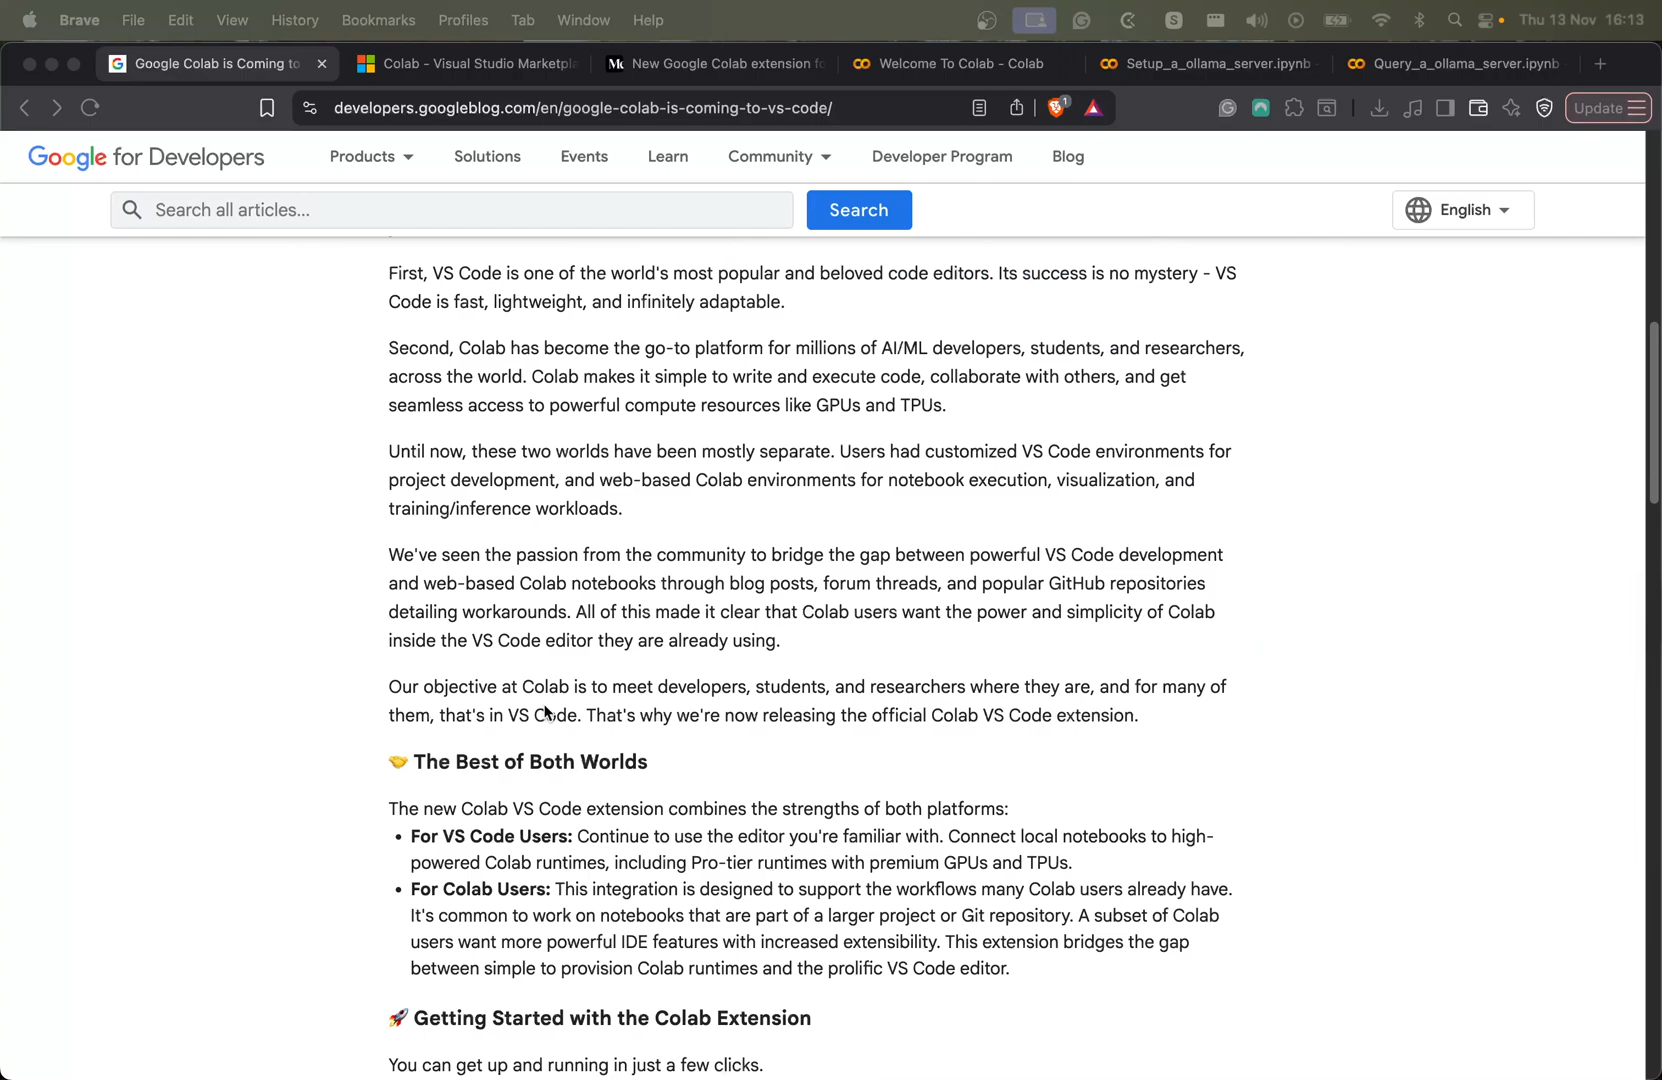 Brave File Edit View History Bookmarks Profiles Tab Window Help Thu 13 Nov 16:13
Google Colab is Coming to Colab - Visual Studio Marketpla New Google Colab extension fo Welcome To Colab - Colab Setup_a_ollama_server.ipynb - Query_a_ollama_server.ipynb -
developers.googleblog.com/en/google-colab-is-coming-to-vs-code/ 1 Update
Google for Developers Products Solutions Events Learn Community Developer Program Blog
Search all articles... Search English
First, VS Code is one of the world's most popular and beloved code editors. Its success is no mystery - VS
Code is fast, lightweight, and infinitely adaptable.
Second, Colab has become the go-to platform for millions of AI/ML developers, students, and researchers,
across the world. Colab makes it simple to write and execute code, collaborate with others, and get
seamless access to powerful compute resources like GPUs and TPUs.
Until now, these two worlds have been mostly separate. Users had customized VS Code environments for
project development, and web-based Colab environments for notebook execution, visualization, and
training/inference workloads.
We've seen the passion from the community to bridge the gap between powerful VS Code development
and web-based Colab notebooks through blog posts, forum threads, and popular GitHub repositories
detailing workarounds. All of this made it clear that Colab users want the power and simplicity of Colab
inside the VS Code editor they are already using.
Our objective at Colab is to meet developers, students, and researchers where they are, and for many of
them, that's in VS Code. That's why we're now releasing the official Colab VS Code extension.
🤝 The Best of Both Worlds
The new Colab VS Code extension combines the strengths of both platforms:
• For VS Code Users: Continue to use the editor you're familiar with. Connect local notebooks to high-
powered Colab runtimes, including Pro-tier runtimes with premium GPUs and TPUs.
• For Colab Users: This integration is designed to support the workflows many Colab users already have.
It's common to work on notebooks that are part of a larger project or Git repository. A subset of Colab
users want more powerful IDE features with increased extensibility. This extension bridges the gap
between simple to provision Colab runtimes and the prolific VS Code editor.
🚀 Getting Started with the Colab Extension
You can get up and running in just a few clicks.